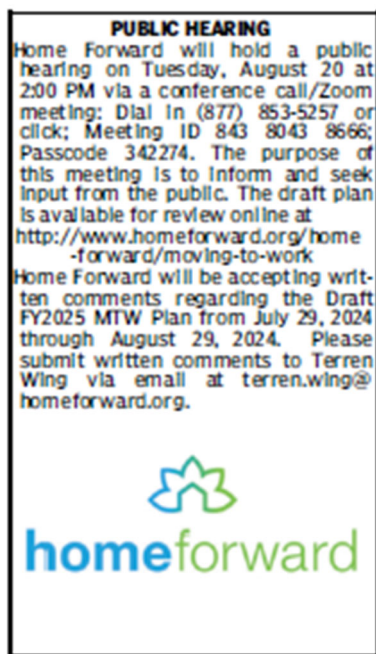 PUBLIC HEARING
Home Forward will hold a public
hearing on Tuesday, August 20 at
2:00 PM via a conference call/Zoom
meeting: Dial in (877) 853-5257 or
click; Meeting ID 843 8043 8666;
Passcode 342274. The purpose of
this meeting is to inform and seek
input from the public. The draft plan
is available for review online at
http://www.homeforward.org/home
-forward/moving-to-work
Home Forward will be accepting writ-
ten comments regarding the Draft
FY2025 MTW Plan from July 29, 2024
through August 29, 2024. Please
submit written comments to Terren
Wing via email at terren.wing@
homeforward.org.
homeforward